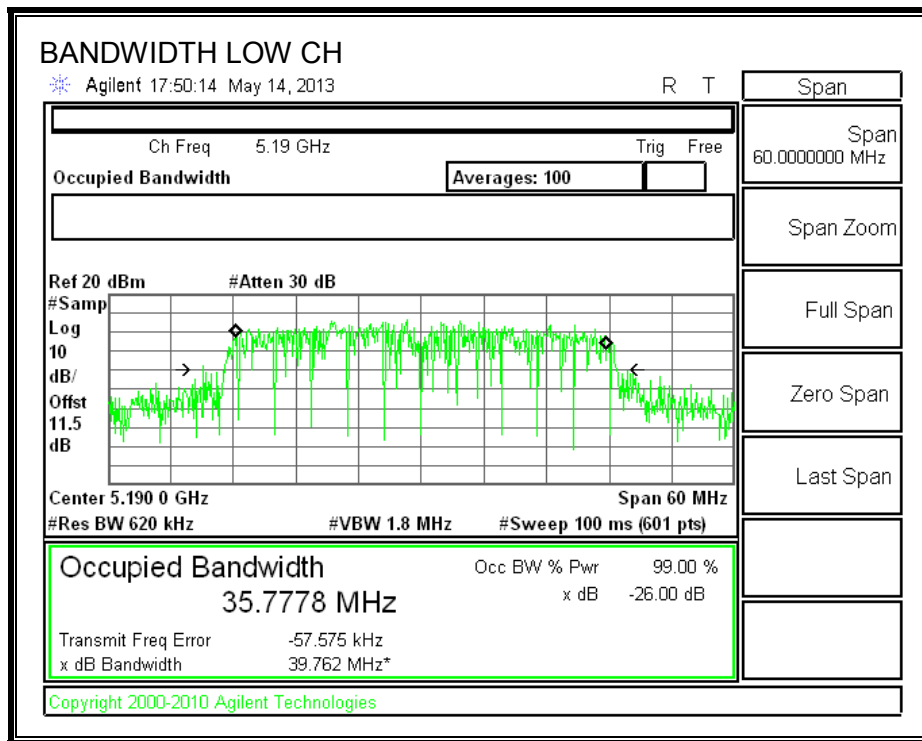 BANDWIDTH LOW CH
Agilent 17:50:14 May 14, 2013 R T
Span
Ch Freq 5.19 GHz Trig Free
Occupied Bandwidth Averages: 100
Span
60.0000000 MHz
Span Zoom
Full Span
Zero Span
Last Span
Ref 20 dBm #Atten 30 dB
#Samp
Log
10
dB/
Offst
11.5
dB
Center 5.190 0 GHz Span 60 MHz
#Res BW 620 kHz #VBW 1.8 MHz #Sweep 100 ms (601 pts)
Occupied Bandwidth Occ BW % Pwr 99.00 %
35.7778 MHz x dB -26.00 dB
Transmit Freq Error -57.575 kHz
x dB Bandwidth 39.762 MHz*
Copyright 2000-2010 Agilent Technologies